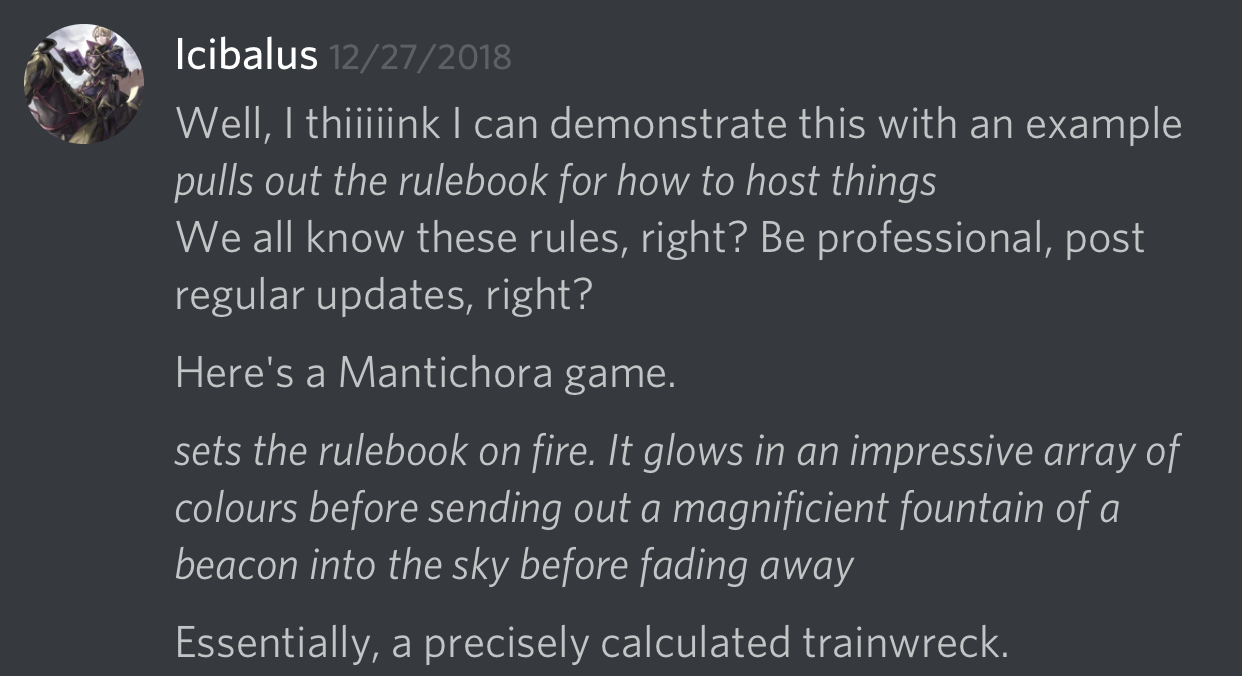 Icibalus 12/27/2018
Well, I thiiiiink I can demonstrate this with an example
pulls out the rulebook for how to host things
We all know these rules, right? Be professional, post
regular updates, right?
Here's a Mantichora game.
sets the rulebook on fire. It glows in an impressive array of
colours before sending out a magnificient fountain of a
beacon into the sky before fading away
Essentially, a precisely calculated trainwreck.